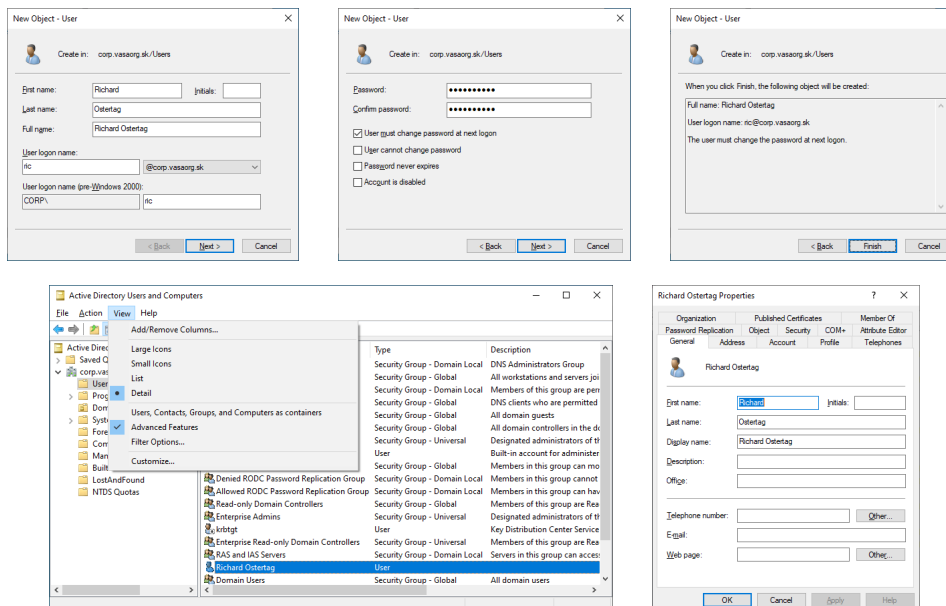 New Object - User
Create in: corp.vasaorg.sk/Users
First name: Richard Initials:
Last name: Ostertag
Full name: Richard Ostertag
User logon name:
ric @corp.vasaorg.sk
User logon name (pre-Windows 2000):
CORP\ ric
< Back Next > Cancel
New Object - User
Create in: corp.vasaorg.sk/Users
Password: ●●●●●●●●●●
Confirm password: ●●●●●●●●●●
User must change password at next logon
User cannot change password
Password never expires
Account is disabled
< Back Next > Cancel
New Object - User
Create in: corp.vasaorg.sk/Users
When you click Finish, the following object will be created:
Full name: Richard Ostertag
User logon name: ric@corp.vasaorg.sk
The user must change the password at next logon.
< Back Finish Cancel
Active Directory Users and Computers
File Action View Help
Add/Remove Columns...
Large Icons
Small Icons
List
Detail
Users, Contacts, Groups, and Computers as containers
Advanced Features
Filter Options...
Customize...
Active Direc
Saved Q
corp.vas
User
Prog
Dom
Syste
Fore
Com
Man
Built
LostAndFound
NTDS Quotas
Type Description
Security Group - Domain Local DNS Administrators Group
Security Group - Global All workstations and servers joi
Security Group - Domain Local Members of this group are perm
Security Group - Global DNS clients who are permitted
Security Group - Global All domain guests
Security Group - Global All domain controllers in the do
Security Group - Universal Designated administrators of th
User Built-in account for administer
Security Group - Global Members in this group can mo
Denied RODC Password Replication Group Security Group - Domain Local Members in this group cannot
Allowed RODC Password Replication Group Security Group - Domain Local Members in this group can hav
Read-only Domain Controllers Security Group - Global Members of this group are Rea
Enterprise Admins Security Group - Universal Designated administrators of th
krbtgt User Key Distribution Center Service
Enterprise Read-only Domain Controllers Security Group - Universal Members of this group are Rea
RAS and IAS Servers Security Group - Domain Local Servers in this group can access
Richard Ostertag User
Domain Users Security Group - Global All domain users
Richard Ostertag Properties ?
Organization Published Certificates Member Of
Password Replication Object Security COM+ Attribute Editor
General Address Account Profile Telephones
Richard Ostertag
First name: Richard Initials:
Last name: Ostertag
Display name: Richard Ostertag
Description:
Office:
Telephone number: Other...
E-mail:
Web page: Other...
OK Cancel Apply Help